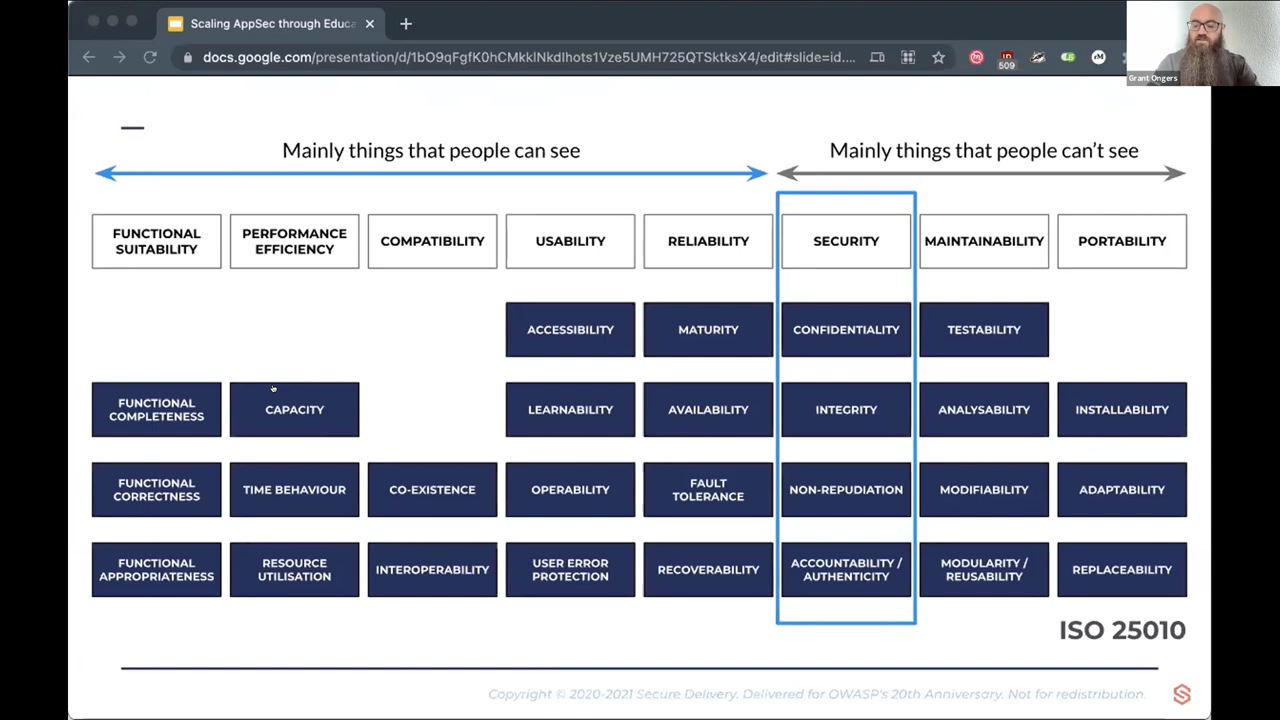 Scaling AppSec through Educa
docs.google.com/presentation/d/1bO9qFgfK0hCMkklNkdIhots1Vze5UMH725QTSktksX4/edit#slide=id....
509
Grant Ongers
Mainly things that people can see
Mainly things that people can't see
FUNCTIONAL
SUITABILITY
PERFORMANCE
EFFICIENCY
COMPATIBILITY
USABILITY
RELIABILITY
SECURITY
MAINTAINABILITY
PORTABILITY
ACCESSIBILITY
MATURITY
CONFIDENTIALITY
TESTABILITY
FUNCTIONAL
COMPLETENESS
CAPACITY
LEARNABILITY
AVAILABILITY
INTEGRITY
ANALYSABILITY
INSTALLABILITY
FUNCTIONAL
CORRECTNESS
TIME BEHAVIOUR
CO-EXISTENCE
OPERABILITY
FAULT
TOLERANCE
NON-REPUDIATION
MODIFIABILITY
ADAPTABILITY
FUNCTIONAL
APPROPRIATENESS
RESOURCE
UTILISATION
INTEROPERABILITY
USER ERROR
PROTECTION
RECOVERABILITY
ACCOUNTABILITY /
AUTHENTICITY
MODULARITY /
REUSABILITY
REPLACEABILITY
ISO 25010
Copyright © 2020-2021 Secure Delivery. Delivered for OWASP's 20th Anniversary. Not for redistribution.